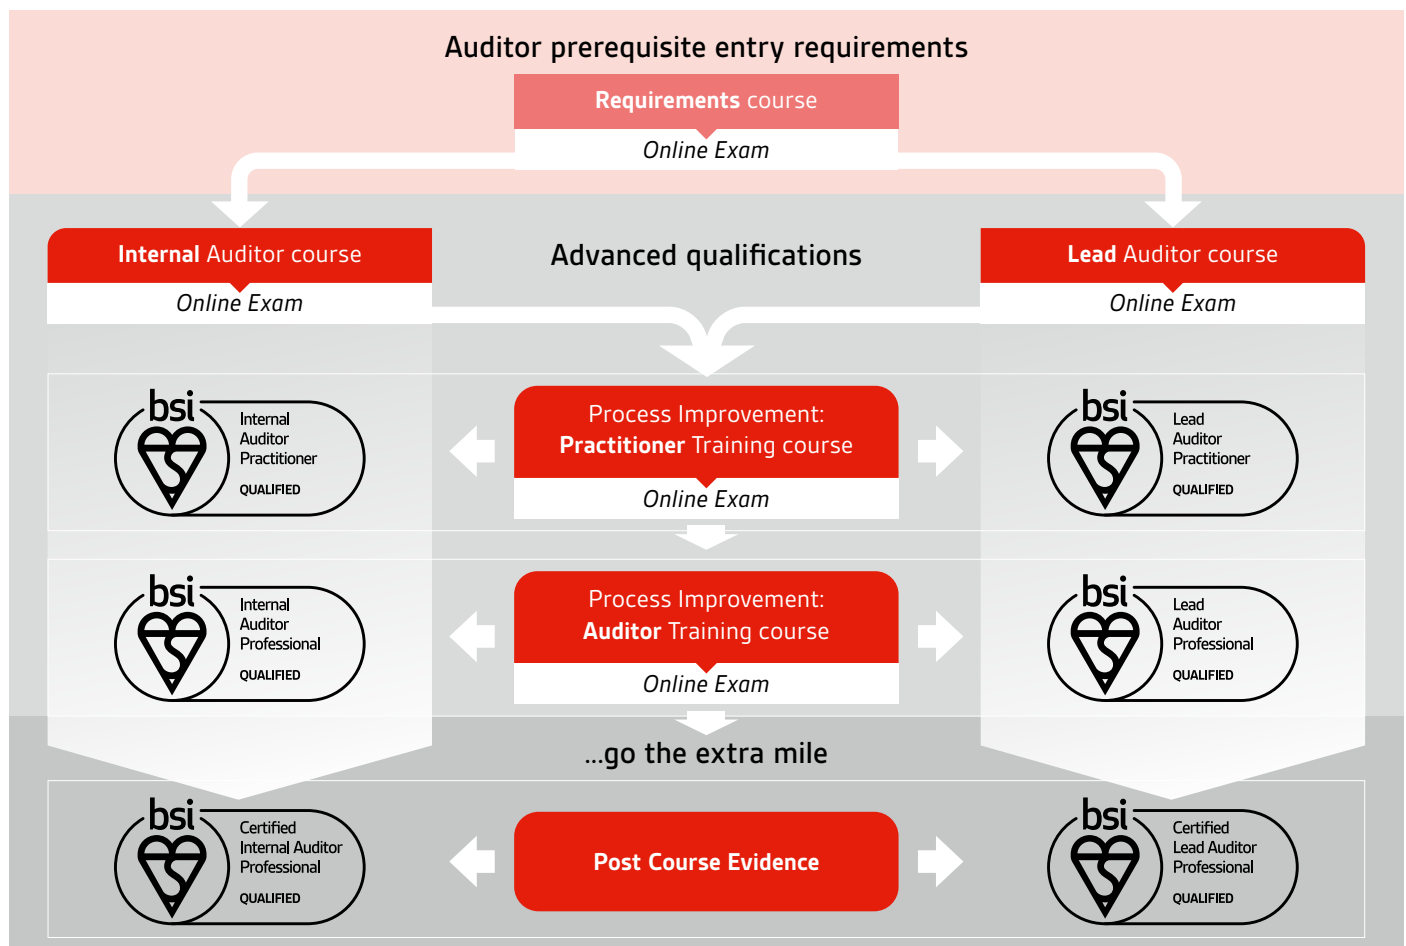 Auditor prerequisite entry requirements
Requirements course
Online Exam
Internal Auditor course
Online Exam
Advanced qualifications
Lead Auditor course
Online Exam
bsi
Internal
Auditor
Practitioner
QUALIFIED
Process Improvement:
Practitioner Training course
Online Exam
bsi
Lead
Auditor
Practitioner
QUALIFIED
bsi
Internal
Auditor
Professional
QUALIFIED
Process Improvement:
Auditor Training course
Online Exam
bsi
Lead
Auditor
Professional
QUALIFIED
...go the extra mile
bsi
Certified
Internal Auditor
Professional
QUALIFIED
Post Course Evidence
bsi
Certified
Lead Auditor
Professional
QUALIFIED